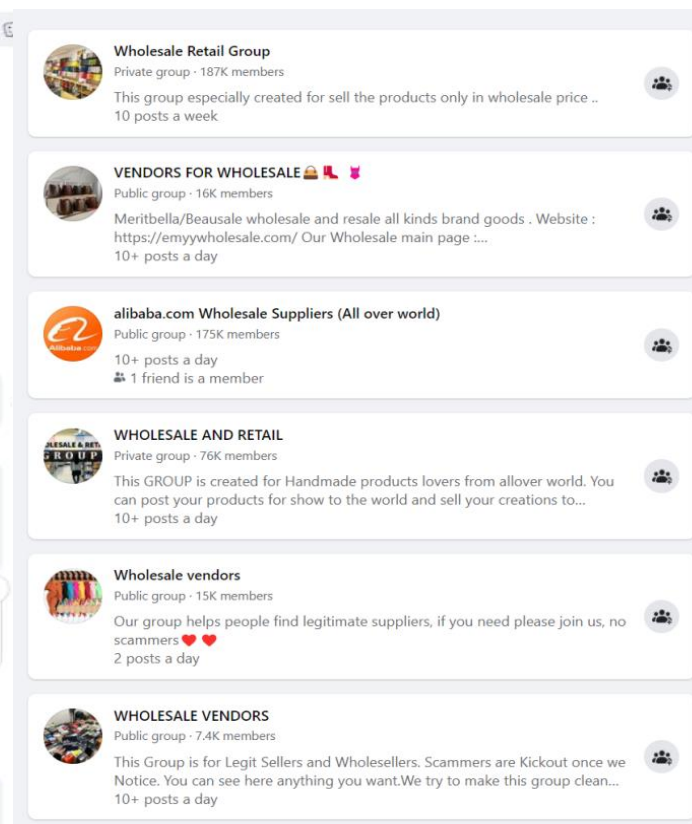 Wholesale Retail Group
Private group · 187K members
This group especially created for sell the products only in wholesale price ..
10 posts a week
VENDORS FOR WHOLESALE👜👢 🩱
Public group · 16K members
Meritbella/Beausale wholesale and resale all kinds brand goods . Website :
https://emyywholesale.com/ Our Wholesale main page :...
10+ posts a day
Alibaba.com
alibaba.com Wholesale Suppliers (All over world)
Public group · 175K members
10+ posts a day
1 friend is a member
WHOLESALE & RET
GROUP
WHOLESALE AND RETAIL
Private group · 76K members
This GROUP is created for Handmade products lovers from allover world. You
can post your products for show to the world and sell your creations to...
10+ posts a day
Wholesale vendors
Public group · 15K members
Our group helps people find legitimate suppliers, if you need please join us, no
scammers❤️ ❤️
2 posts a day
WHOLESALE VENDORS
Public group · 7.4K members
This Group is for Legit Sellers and Wholesellers. Scammers are Kickout once we
Notice. You can see here anything you want.We try to make this group clean...
10+ posts a day